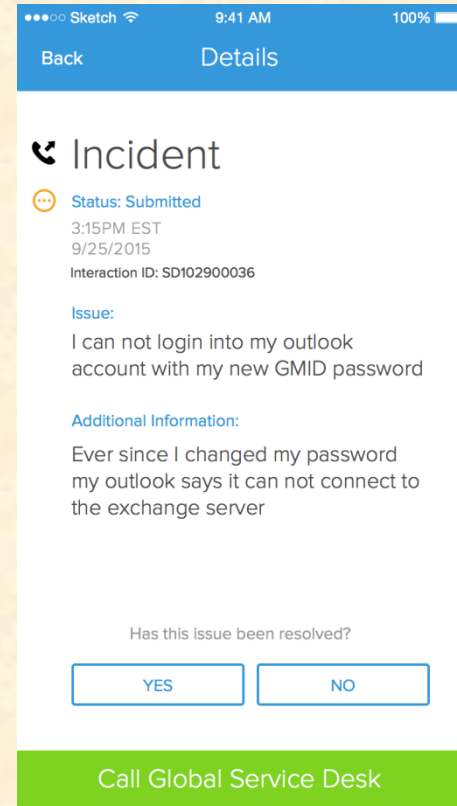 Sketch 9:41 AM 100%
Back Details
Incident
Status: Submitted
3:15PM EST
9/25/2015
Interaction ID: SD102900036
Issue:
I can not login into my outlook
account with my new GMID password
Additional Information:
Ever since I changed my password
my outlook says it can not connect to
the exchange server
Has this issue been resolved?
YES NO
Call Global Service Desk